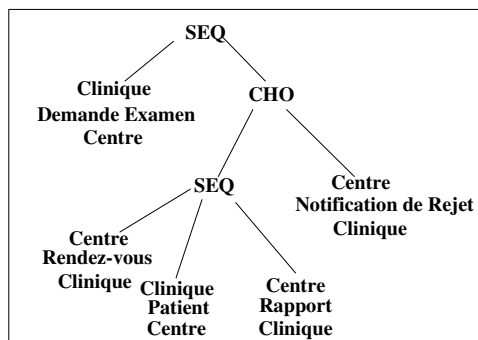 SEQ
Clinique
Demande Examen
Centre
CHO
SEQ
Centre
Notification de Rejet
Clinique
Centre
Rendez-vous
Clinique
Clinique
Patient
Centre
Centre
Rapport
Clinique